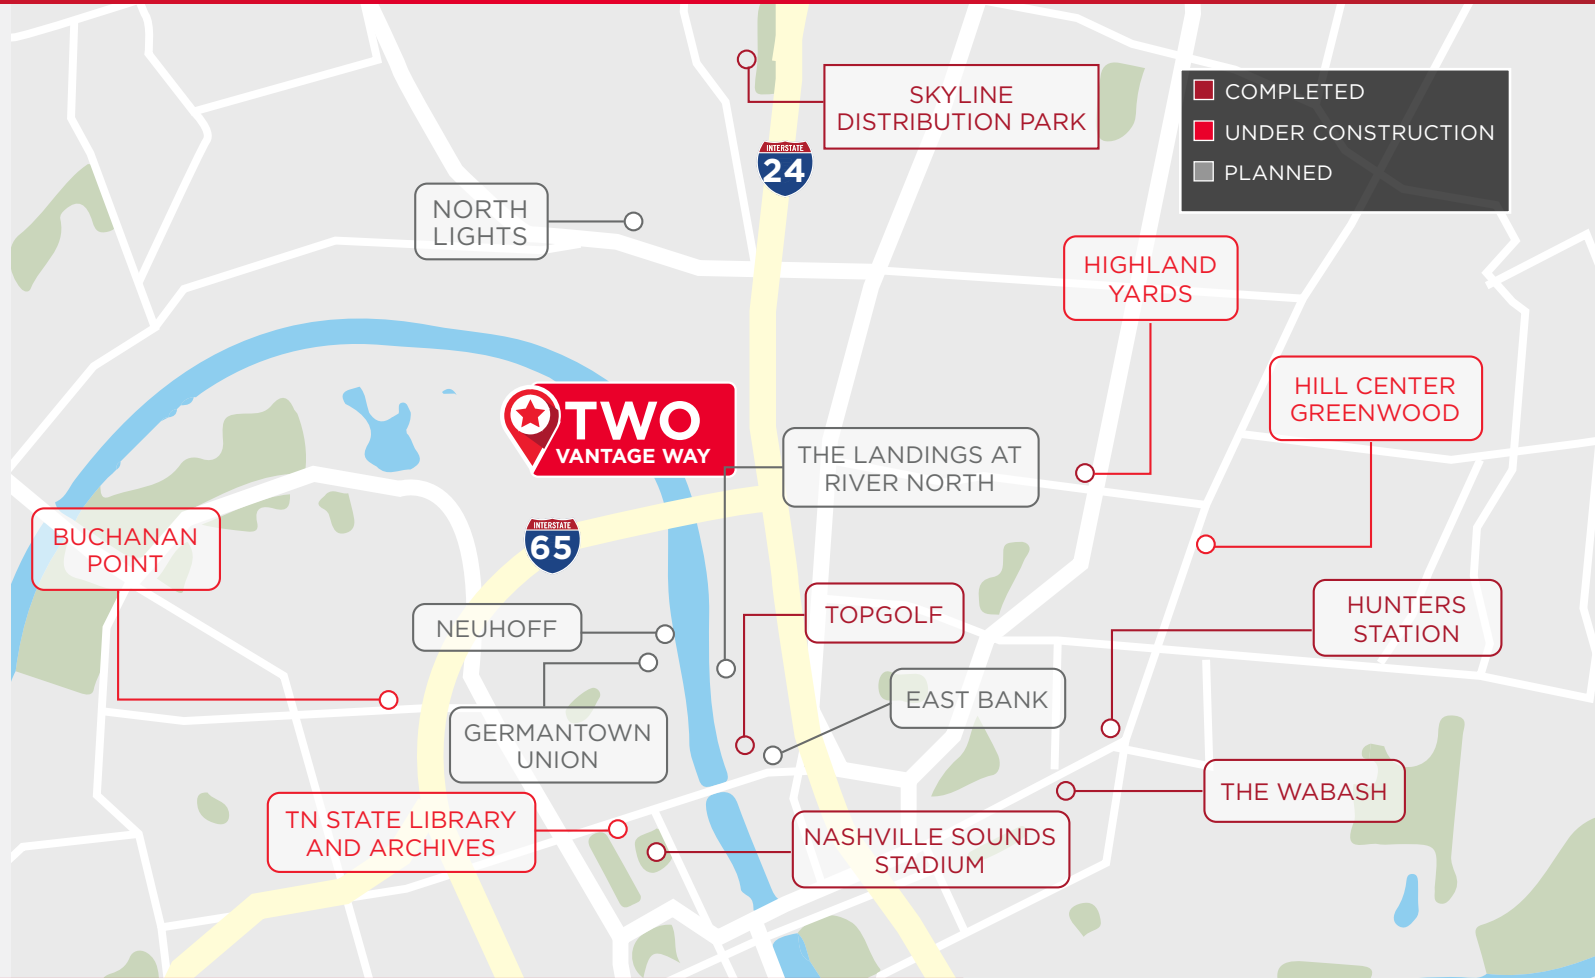 SKYLINE
DISTRIBUTION PARK
COMPLETED
UNDER CONSTRUCTION
PLANNED
INTERSTATE
24
NORTH
LIGHTS
HIGHLAND
YARDS
HILL CENTER
GREENWOOD
TWO
VANTAGE WAY
THE LANDINGS AT
RIVER NORTH
INTERSTATE
65
BUCHANAN
POINT
NEUHOFF
TOPGOLF
HUNTERS
STATION
EAST BANK
GERMANTOWN
UNION
THE WABASH
TN STATE LIBRARY
AND ARCHIVES
NASHVILLE SOUNDS
STADIUM